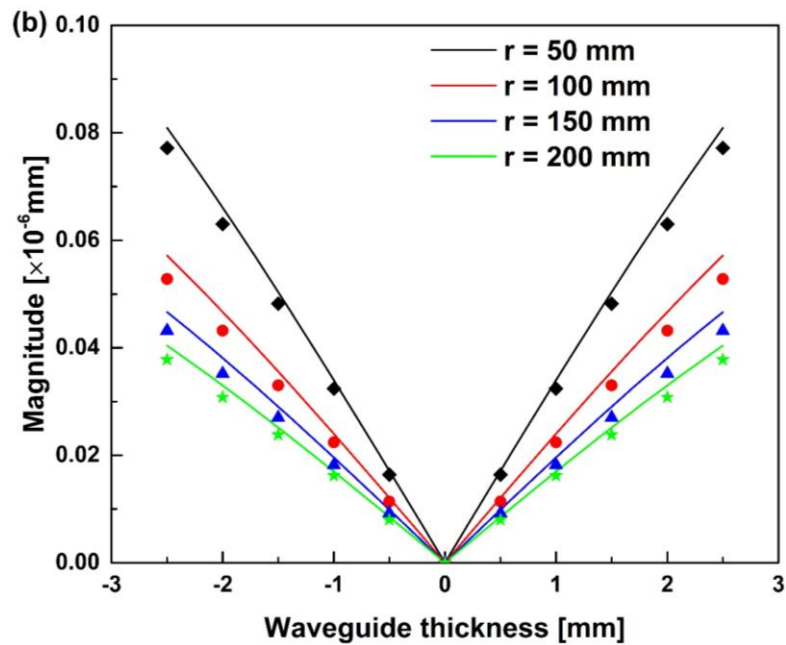 (b)
0.10
0.08
0.06
0.04
0.02
0.00
Magnitude [×10⁻⁶mm]
r = 50 mm
r = 100 mm
r = 150 mm
r = 200 mm
-3 -2 -1 0 1 2 3
Waveguide thickness [mm]